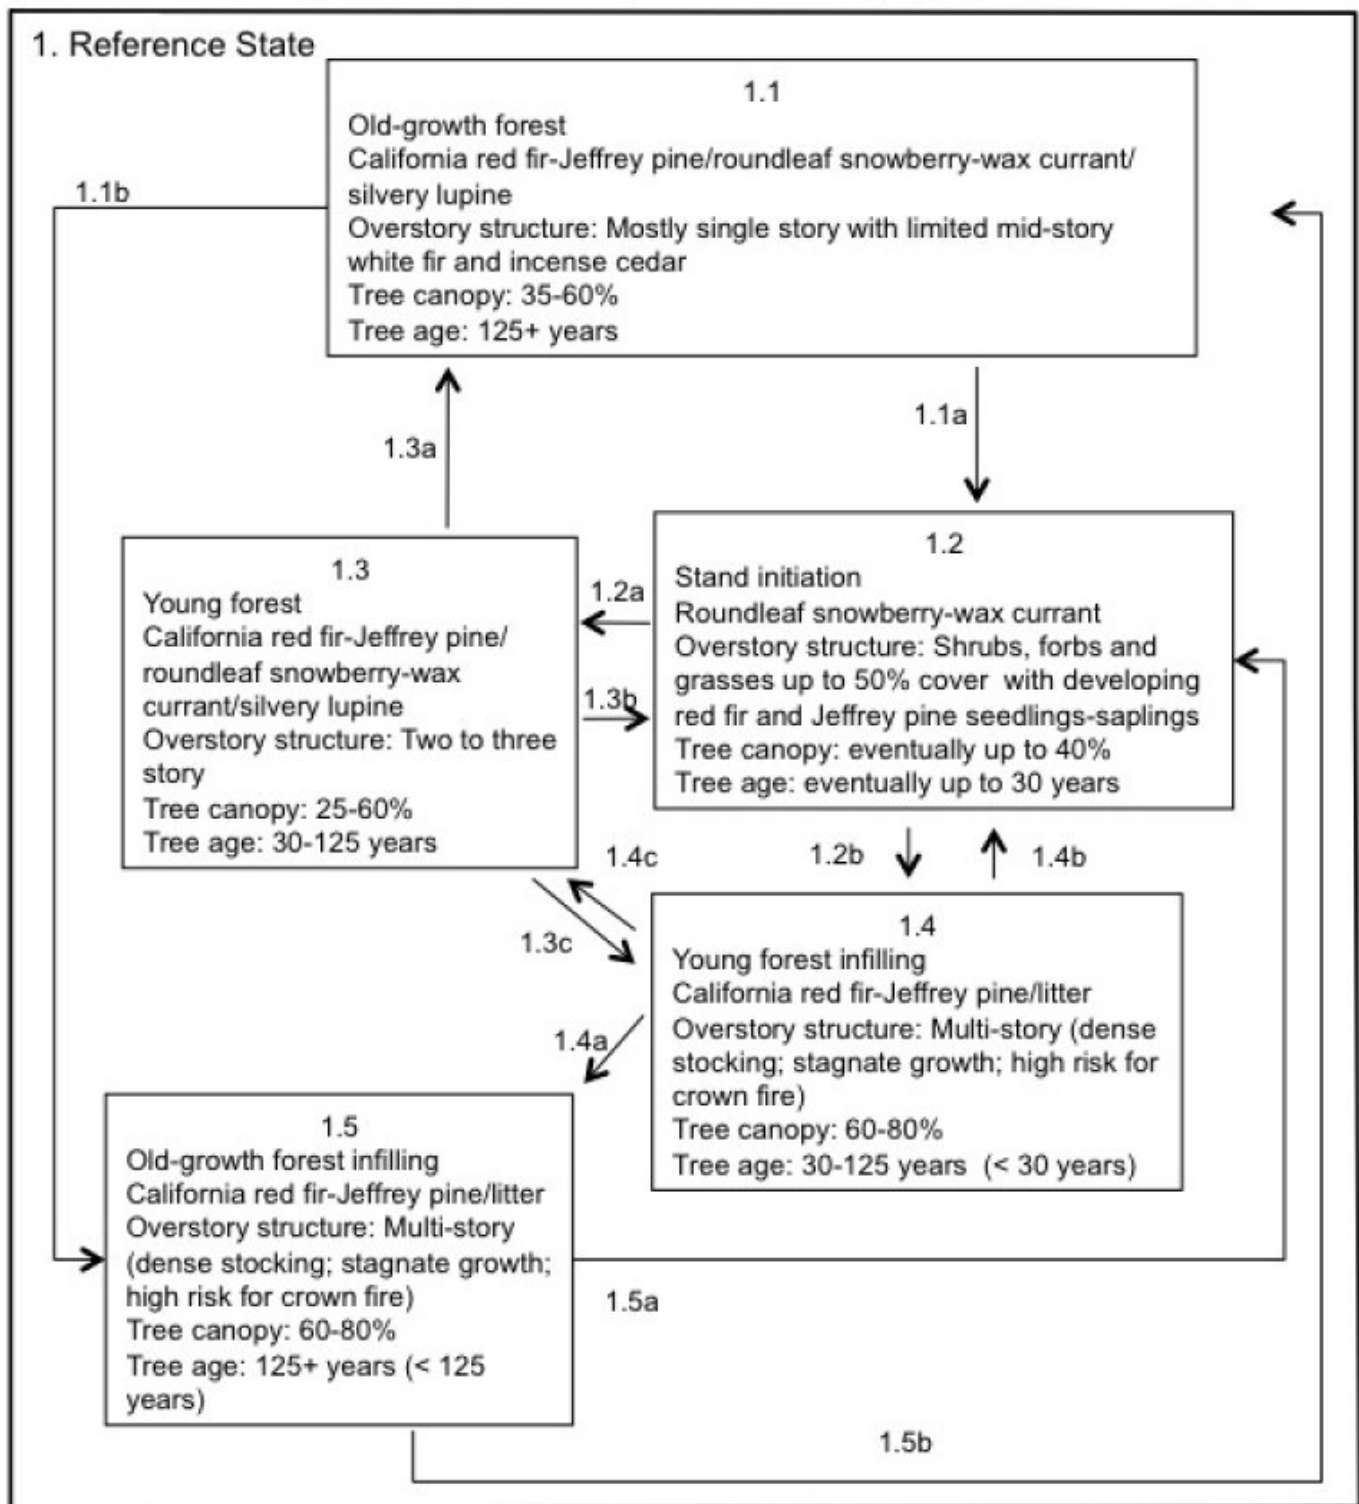 1. Reference State
1.1
Old-growth forest
California red fir-Jeffrey pine/roundleaf snowberry-wax currant/
silvery lupine
Overstory structure: Mostly single story with limited mid-story
white fir and incense cedar
Tree canopy: 35-60%
Tree age: 125+ years
1.1b
1.1a
1.3a
1.2
Stand initiation
Roundleaf snowberry-wax currant
Overstory structure: Shrubs, forbs and
grasses up to 50% cover  with developing
red fir and Jeffrey pine seedlings-saplings
Tree canopy: eventually up to 40%
Tree age: eventually up to 30 years
1.3
Young forest
California red fir-Jeffrey pine/
roundleaf snowberry-wax
currant/silvery lupine
Overstory structure: Two to three
story
Tree canopy: 25-60%
Tree age: 30-125 years
1.2a
1.3b
1.2b
1.4b
1.4c
1.3c
1.4
Young forest infilling
California red fir-Jeffrey pine/litter
Overstory structure: Multi-story (dense
stocking; stagnate growth; high risk for
crown fire)
Tree canopy: 60-80%
Tree age: 30-125 years  (< 30 years)
1.4a
1.5
Old-growth forest infilling
California red fir-Jeffrey pine/litter
Overstory structure: Multi-story
(dense stocking; stagnate growth;
high risk for crown fire)
Tree canopy: 60-80%
Tree age: 125+ years (< 125
years)
1.5a
1.5b